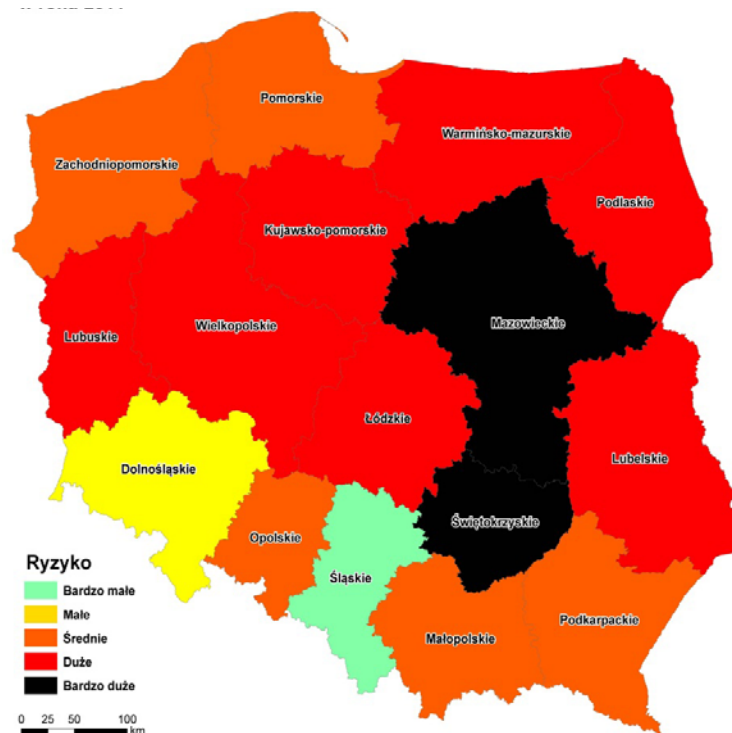 Pomorskie
Warmińsko-mazurskie
Zachodniopomorskie
Podlaskie
Kujawsko-pomorskie
Mazowieckie
Wielkopolskie
Lubuskie
Łódzkie
Lubelskie
Dolnośląskie
Świętokrzyskie
Opolskie
Śląskie
Podkarpackie
Małopolskie
Ryzyko
Bardzo małe
Małe
Średnie
Duże
Bardzo duże
0 25 50 100
km